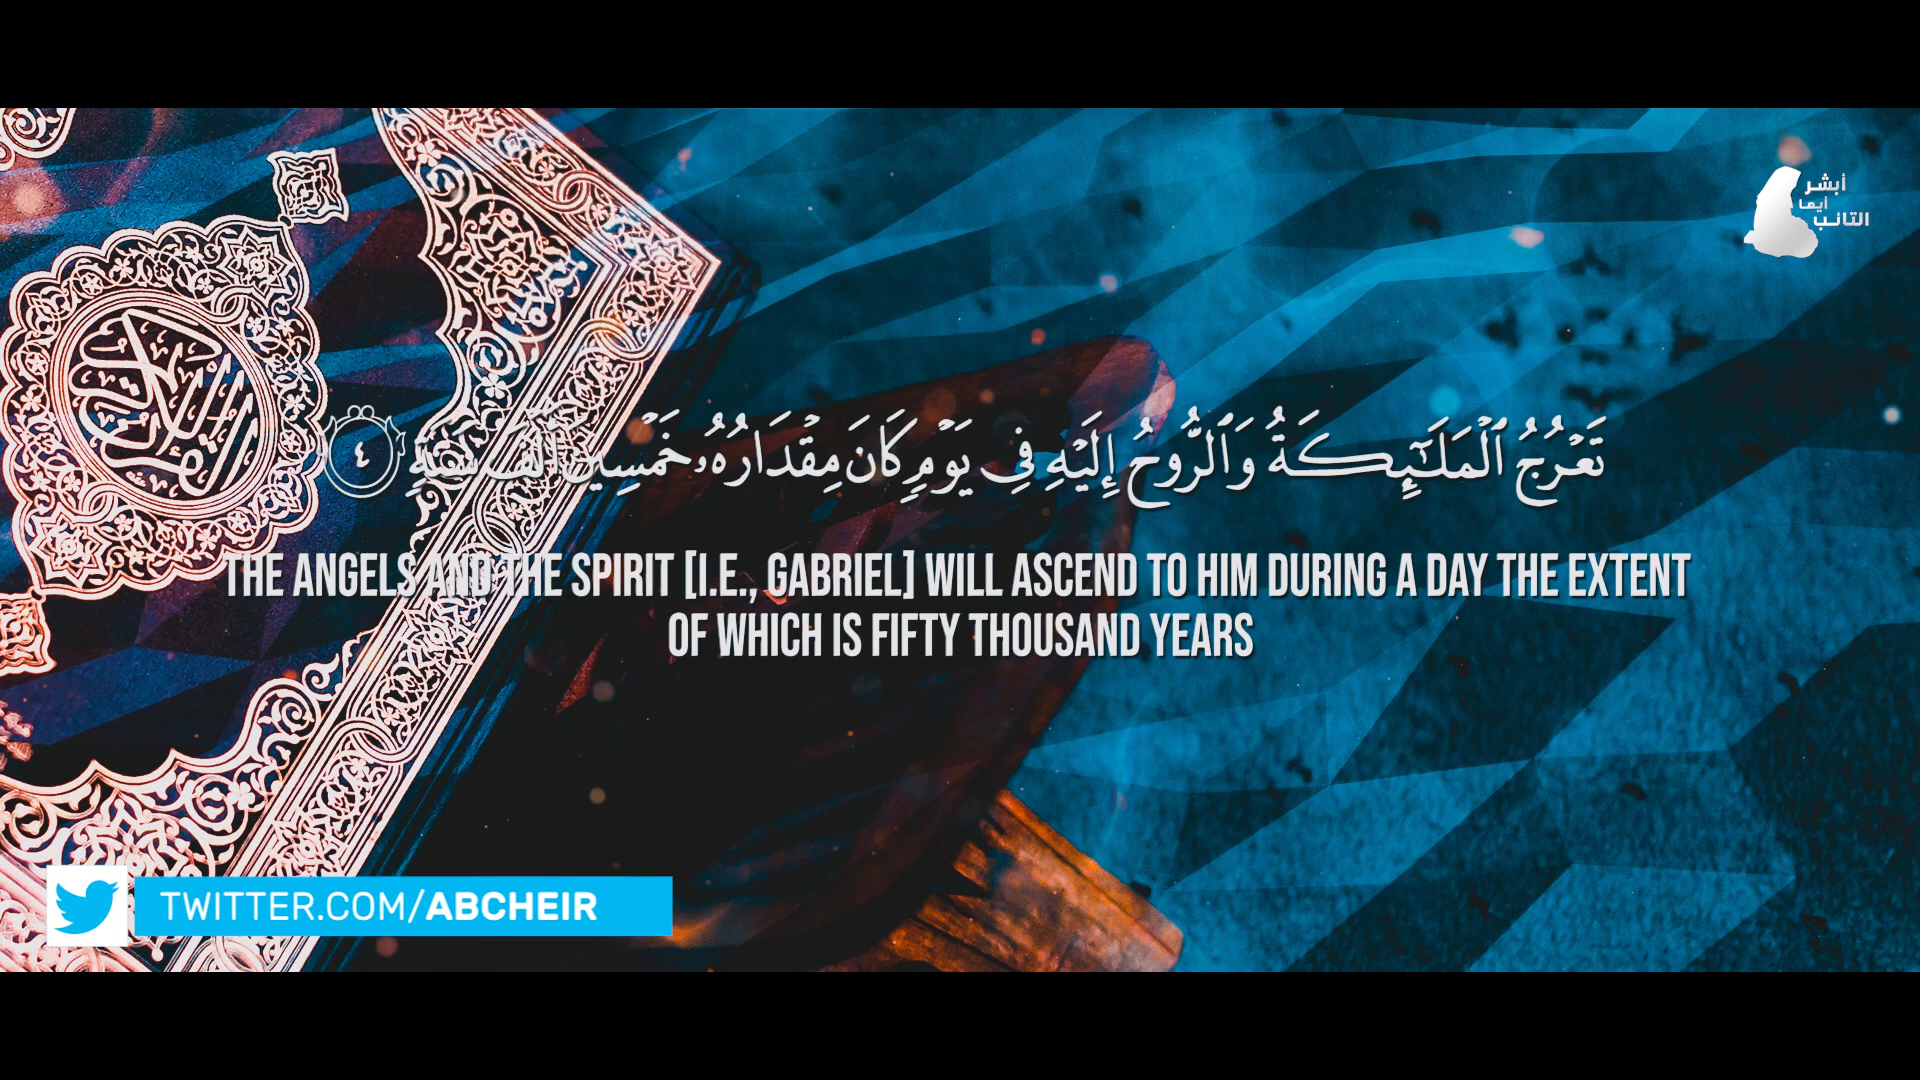 أبشر
أيها
التائب
تَعْرُجُ ٱلْمَلَـٰٓئِكَةُ وَٱلرُّوحُ إِلَيْهِ فِى يَوْمٍ كَانَ مِقْدَارُهُۥ خَمْسِينَ أَلْفَ سَنَةٍ ٤
THE ANGELS AND THE SPIRIT [I.E., GABRIEL] WILL ASCEND TO HIM DURING A DAY THE EXTENT
OF WHICH IS FIFTY THOUSAND YEARS
TWITTER.COM/ABCHEIR